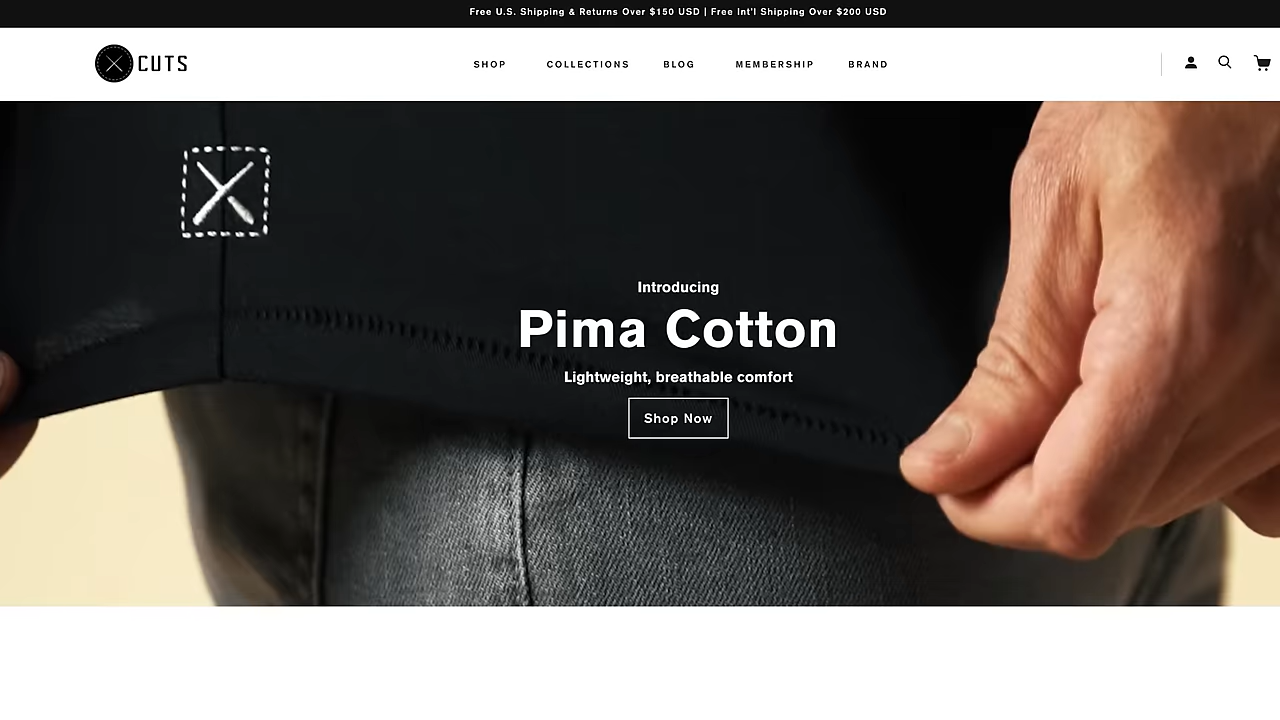 Free U.S. Shipping & Returns Over $150 USD | Free Int'l Shipping Over $200 USD
CUTS
SHOP COLLECTIONS BLOG MEMBERSHIP BRAND
Introducing
Pima Cotton
Lightweight, breathable comfort
Shop Now